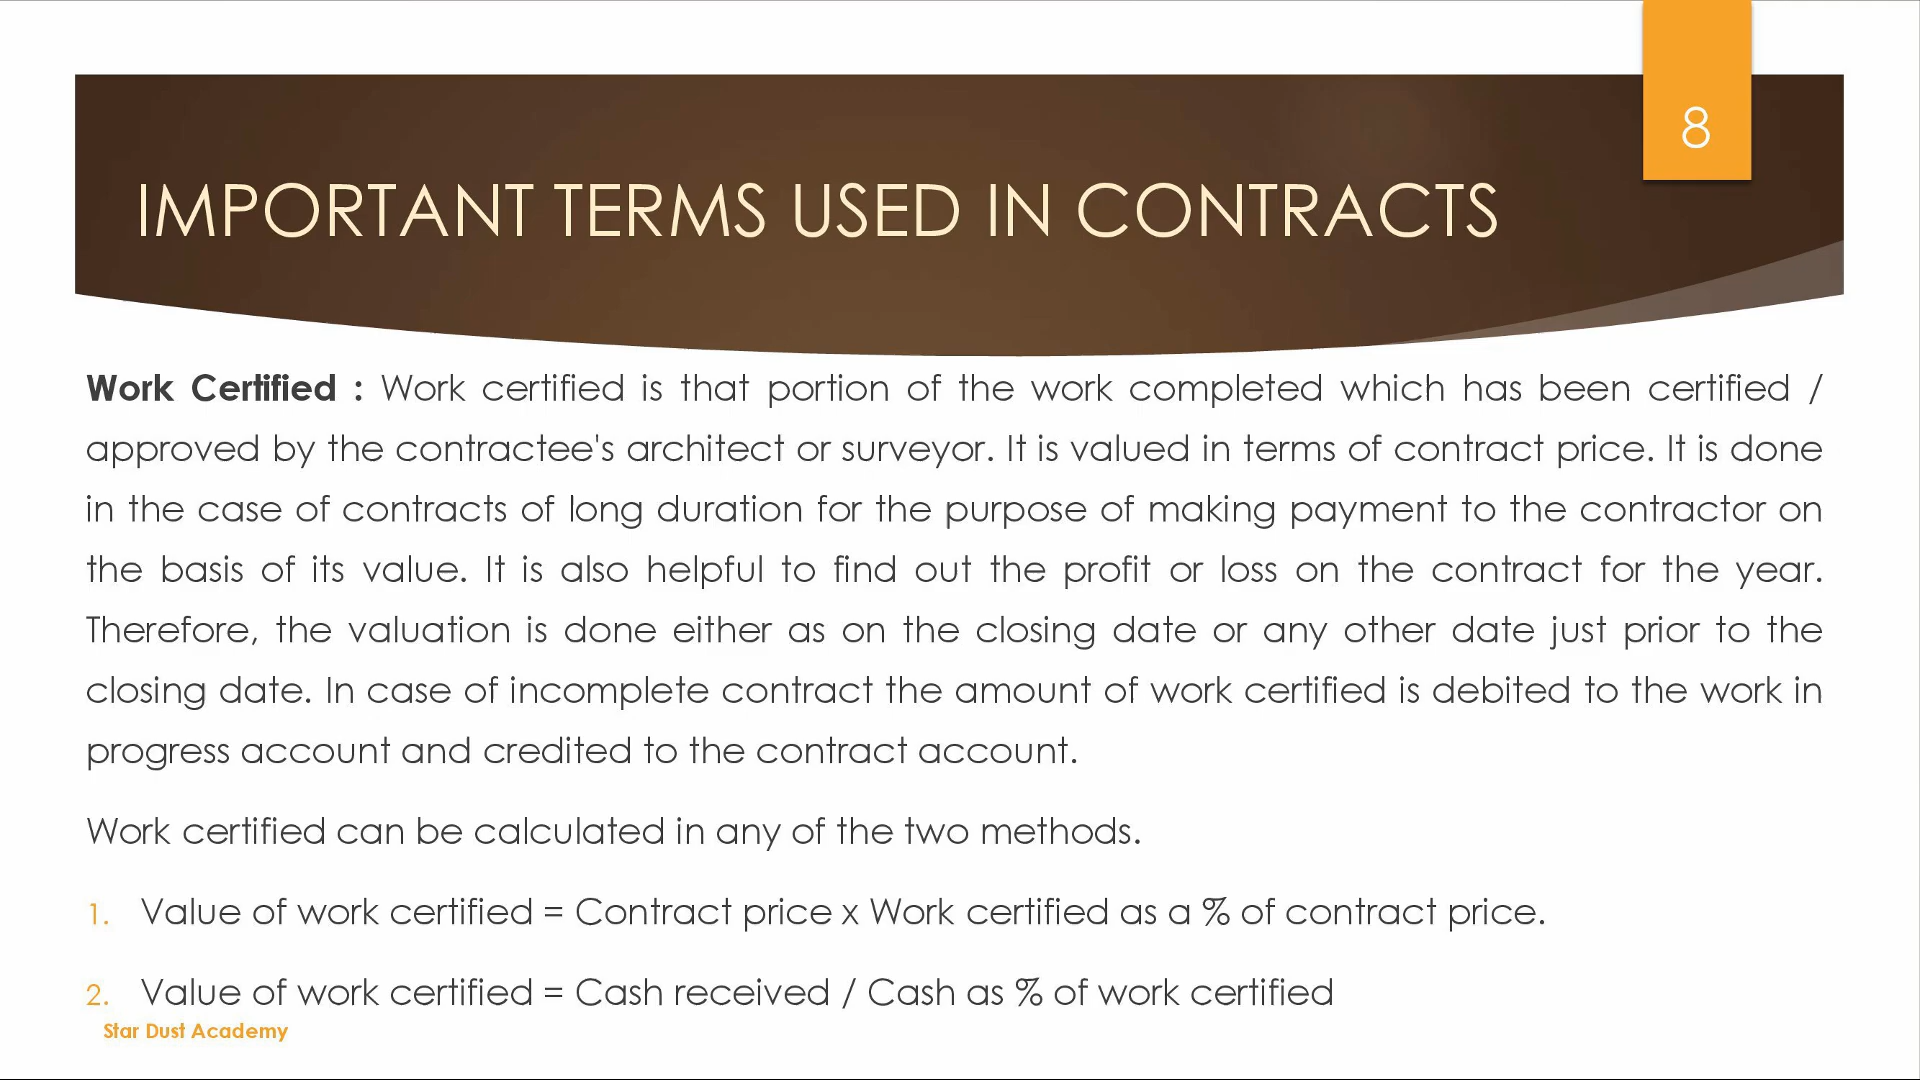 8
IMPORTANT TERMS USED IN CONTRACTS
Work Certified : Work certified is that portion of the work completed which has been certified /
approved by the contractee's architect or surveyor. It is valued in terms of contract price. It is done
in the case of contracts of long duration for the purpose of making payment to the contractor on
the basis of its value. It is also helpful to find out the profit or loss on the contract for the year.
Therefore, the valuation is done either as on the closing date or any other date just prior to the
closing date. In case of incomplete contract the amount of work certified is debited to the work in
progress account and credited to the contract account.
Work certified can be calculated in any of the two methods.
1. Value of work certified = Contract price x Work certified as a % of contract price.
2. Value of work certified = Cash received / Cash as % of work certified
Star Dust Academy